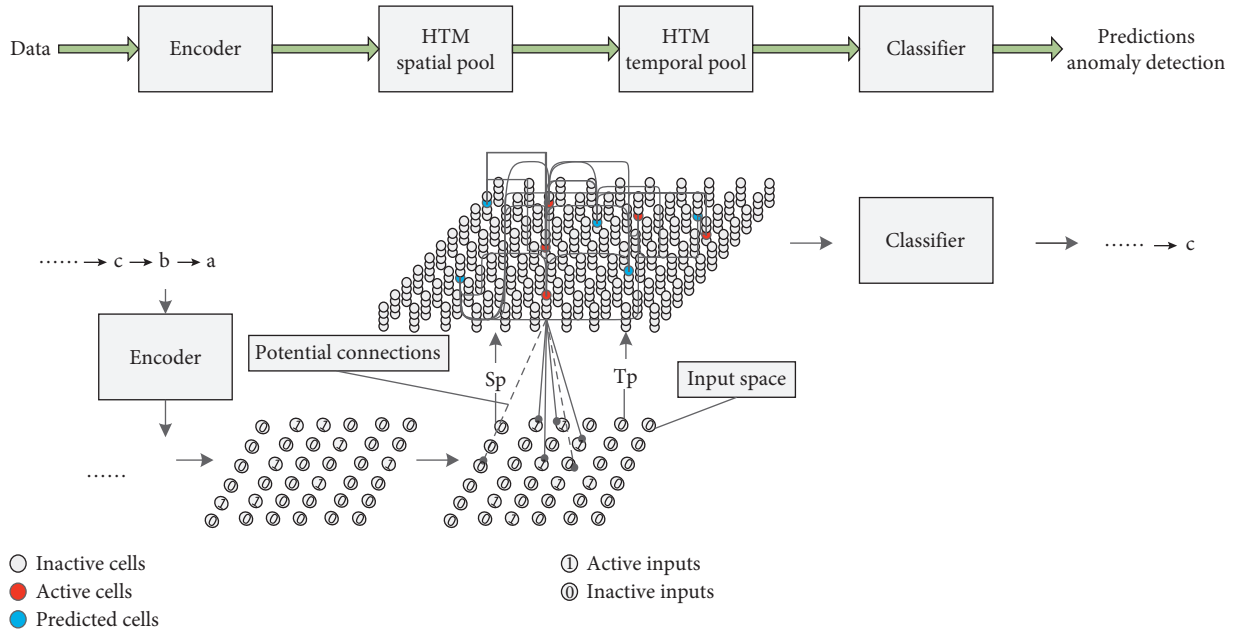 Data
Encoder
HTM
spatial pool
HTM
temporal pool
Classifier
Predictions
anomaly detection
...... → c → b → a
Encoder
Classifier
...... → c
Potential connections
Sp
Tp
Input space
......
Inactive cells
Active cells
Predicted cells
1 Active inputs
0 Inactive inputs